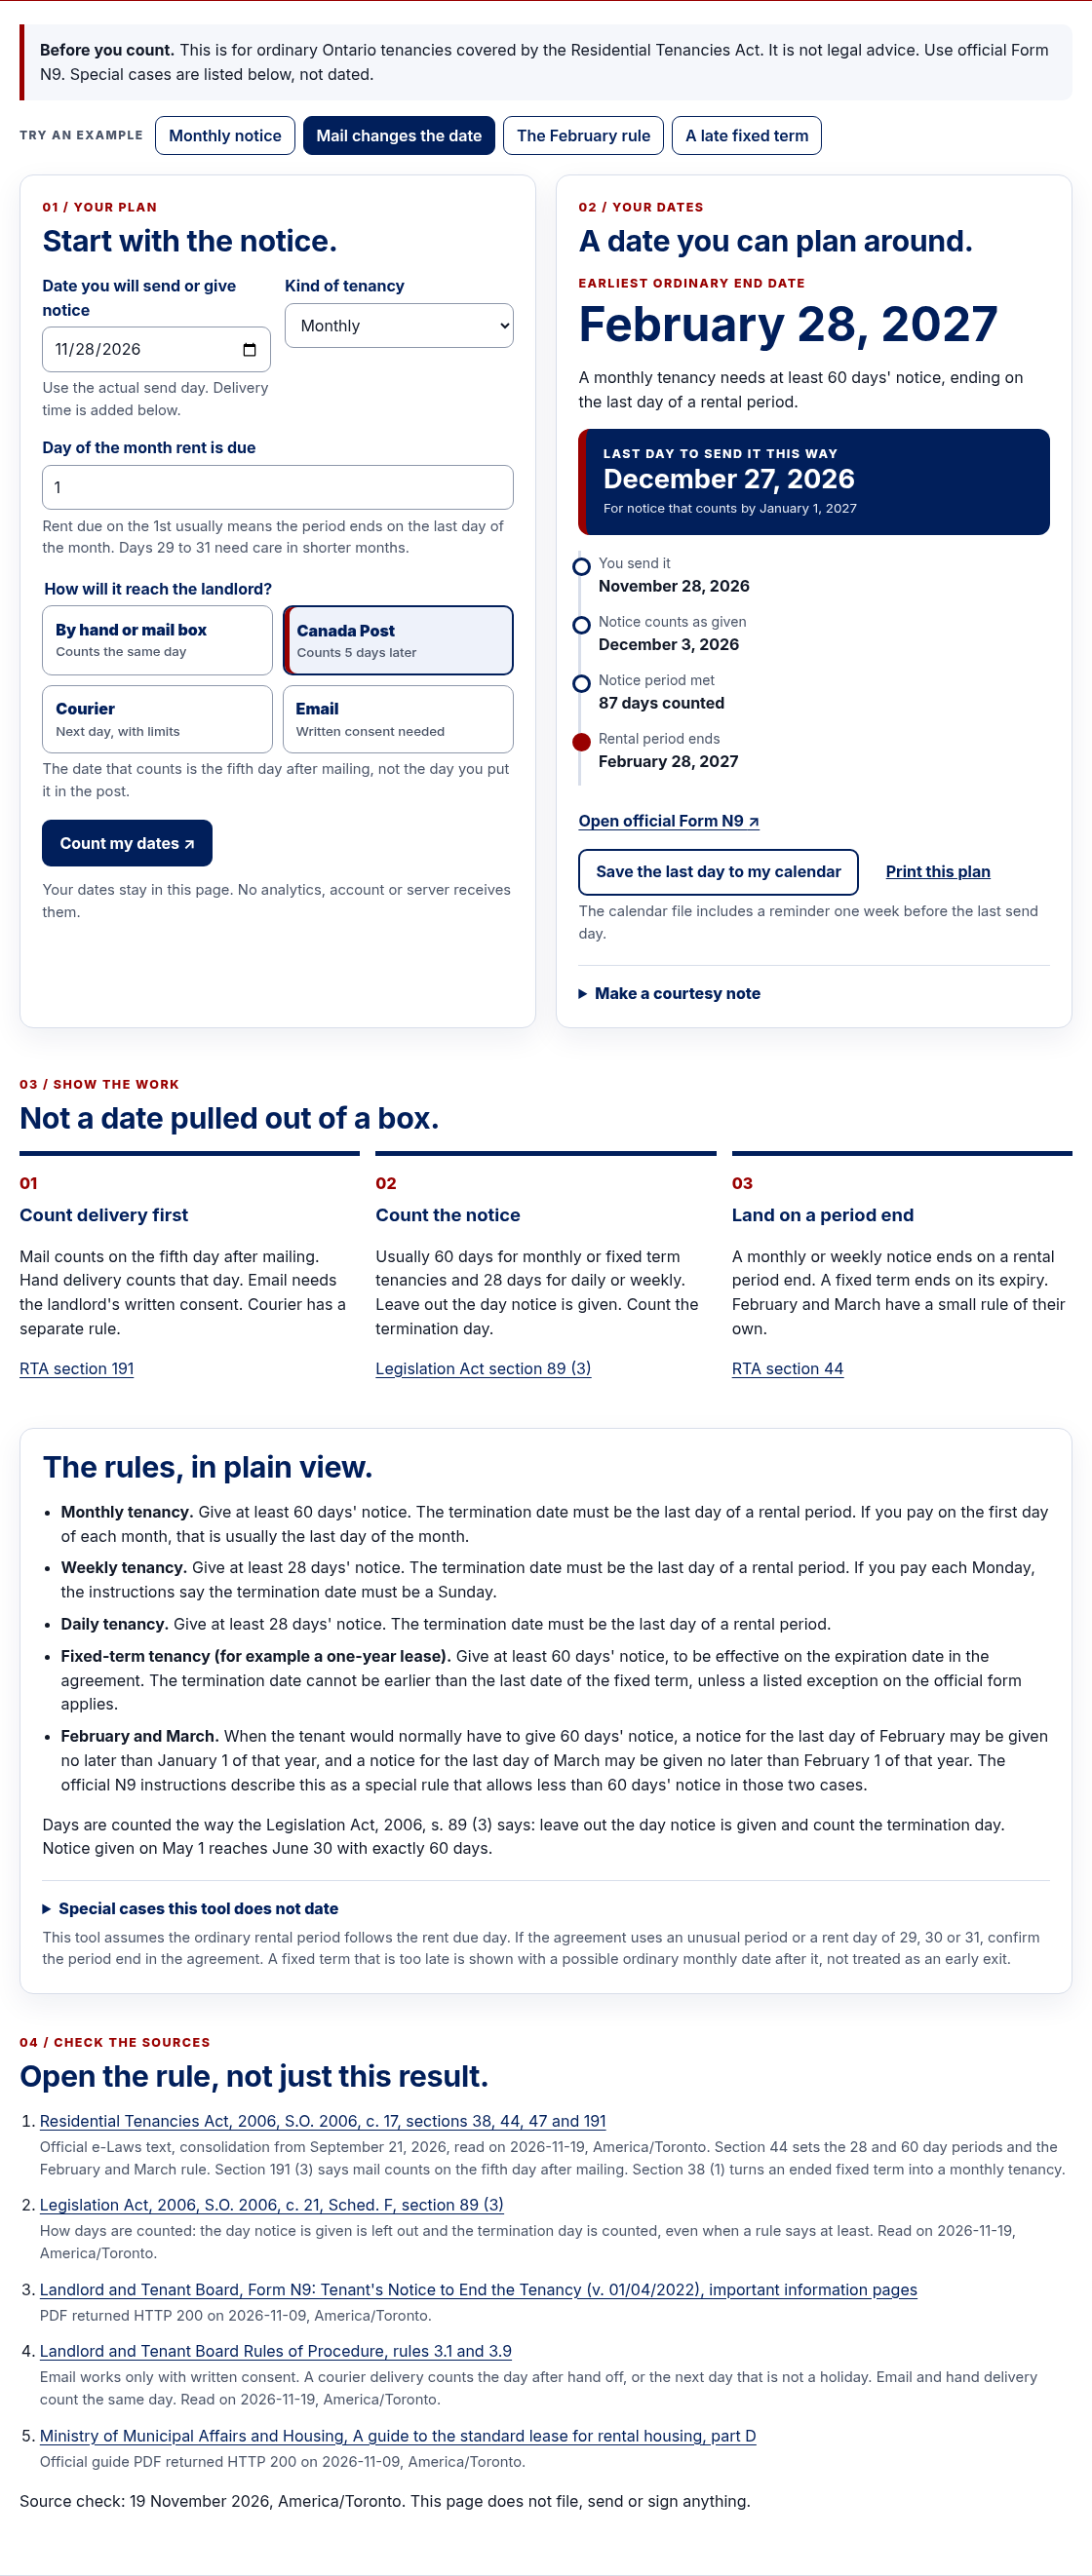 Before you count. This is for ordinary Ontario tenancies covered by the Residential Tenancies Act. It is not legal advice. Use official Form
N9. Special cases are listed below, not dated.
TRY AN EXAMPLE
Monthly notice
Mail changes the date
The February rule
A late fixed term
01 / YOUR PLAN
Start with the notice.
Date you will send or give
notice
11/28/2026
Use the actual send day. Delivery
time is added below.
Kind of tenancy
Monthly
Day of the month rent is due
1
Rent due on the 1st usually means the period ends on the last day of
the month. Days 29 to 31 need care in shorter months.
How will it reach the landlord?
By hand or mail box
Counts the same day
Canada Post
Counts 5 days later
Courier
Next day, with limits
Email
Written consent needed
The date that counts is the fifth day after mailing, not the day you put
it in the post.
Count my dates ↗
Your dates stay in this page. No analytics, account or server receives
them.
02 / YOUR DATES
A date you can plan around.
EARLIEST ORDINARY END DATE
February 28, 2027
A monthly tenancy needs at least 60 days' notice, ending on
the last day of a rental period.
LAST DAY TO SEND IT THIS WAY
December 27, 2026
For notice that counts by January 1, 2027
You send it
November 28, 2026
Notice counts as given
December 3, 2026
Notice period met
87 days counted
Rental period ends
February 28, 2027
Open official Form N9 ↗
Save the last day to my calendar
Print this plan
The calendar file includes a reminder one week before the last send
day.
▶ Make a courtesy note
03 / SHOW THE WORK
Not a date pulled out of a box.
01
Count delivery first
Mail counts on the fifth day after mailing.
Hand delivery counts that day. Email needs
the landlord's written consent. Courier has a
separate rule.
RTA section 191
02
Count the notice
Usually 60 days for monthly or fixed term
tenancies and 28 days for daily or weekly.
Leave out the day notice is given. Count the
termination day.
Legislation Act section 89 (3)
03
Land on a period end
A monthly or weekly notice ends on a rental
period end. A fixed term ends on its expiry.
February and March have a small rule of their
own.
RTA section 44
The rules, in plain view.
• Monthly tenancy. Give at least 60 days' notice. The termination date must be the last day of a rental period. If you pay on the first day
of each month, that is usually the last day of the month.
• Weekly tenancy. Give at least 28 days' notice. The termination date must be the last day of a rental period. If you pay each Monday,
the instructions say the termination date must be a Sunday.
• Daily tenancy. Give at least 28 days' notice. The termination date must be the last day of a rental period.
• Fixed-term tenancy (for example a one-year lease). Give at least 60 days' notice, to be effective on the expiration date in the
agreement. The termination date cannot be earlier than the last date of the fixed term, unless a listed exception on the official form
applies.
• February and March. When the tenant would normally have to give 60 days' notice, a notice for the last day of February may be given
no later than January 1 of that year, and a notice for the last day of March may be given no later than February 1 of that year. The
official N9 instructions describe this as a special rule that allows less than 60 days' notice in those two cases.
Days are counted the way the Legislation Act, 2006, s. 89 (3) says: leave out the day notice is given and count the termination day.
Notice given on May 1 reaches June 30 with exactly 60 days.
▶ Special cases this tool does not date
This tool assumes the ordinary rental period follows the rent due day. If the agreement uses an unusual period or a rent day of 29, 30 or 31, confirm
the period end in the agreement. A fixed term that is too late is shown with a possible ordinary monthly date after it, not treated as an early exit.
04 / CHECK THE SOURCES
Open the rule, not just this result.
1. Residential Tenancies Act, 2006, S.O. 2006, c. 17, sections 38, 44, 47 and 191
Official e-Laws text, consolidation from September 21, 2026, read on 2026-11-19, America/Toronto. Section 44 sets the 28 and 60 day periods and the
February and March rule. Section 191 (3) says mail counts on the fifth day after mailing. Section 38 (1) turns an ended fixed term into a monthly tenancy.
2. Legislation Act, 2006, S.O. 2006, c. 21, Sched. F, section 89 (3)
How days are counted: the day notice is given is left out and the termination day is counted, even when a rule says at least. Read on 2026-11-19,
America/Toronto.
3. Landlord and Tenant Board, Form N9: Tenant's Notice to End the Tenancy (v. 01/04/2022), important information pages
PDF returned HTTP 200 on 2026-11-09, America/Toronto.
4. Landlord and Tenant Board Rules of Procedure, rules 3.1 and 3.9
Email works only with written consent. A courier delivery counts the day after hand off, or the next day that is not a holiday. Email and hand delivery
count the same day. Read on 2026-11-19, America/Toronto.
5. Ministry of Municipal Affairs and Housing, A guide to the standard lease for rental housing, part D
Official guide PDF returned HTTP 200 on 2026-11-09, America/Toronto.
Source check: 19 November 2026, America/Toronto. This page does not file, send or sign anything.